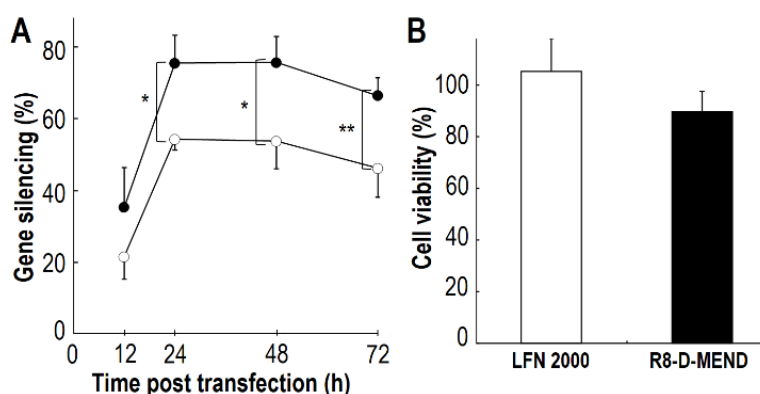 A
Gene silencing (%)
80
60
40
20
0
0 12 24 48 72
* * **
Time post transfection (h)
B
Cell viability (%)
100
80
60
40
20
0
LFN 2000 R8-D-MEND